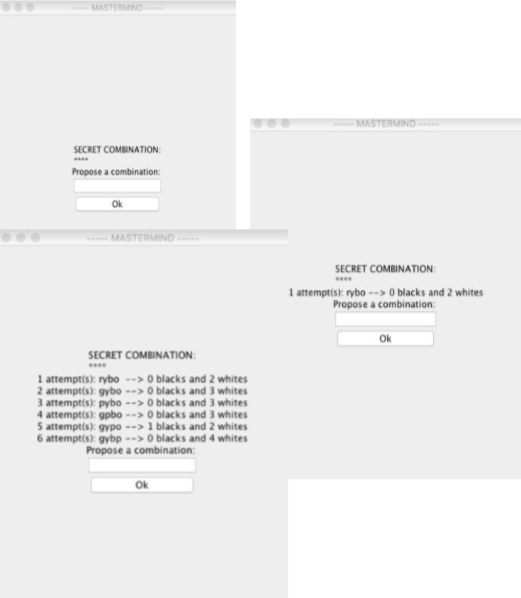 ----- MASTERMIND -----
SECRET COMBINATION:
****
Propose a combination:
Ok
----- MASTERMIND -----
SECRET COMBINATION:
****
1 attempt(s): rybo --> 0 blacks and 2 whites
Propose a combination:
Ok
----- MASTERMIND -----
SECRET COMBINATION:
****
1 attempt(s): rybo --> 0 blacks and 2 whites
2 attempt(s): gybo --> 0 blacks and 3 whites
3 attempt(s): pybo --> 0 blacks and 3 whites
4 attempt(s): gpbo --> 0 blacks and 3 whites
5 attempt(s): gypo --> 1 blacks and 2 whites
6 attempt(s): gybp --> 0 blacks and 4 whites
Propose a combination:
Ok